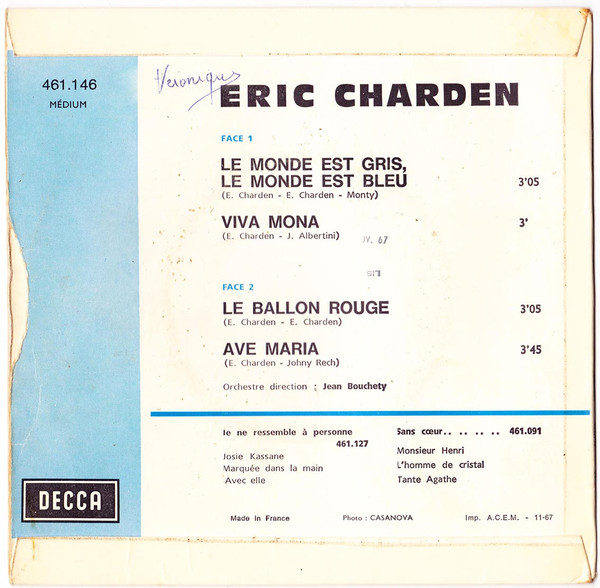 461.146
MÉDIUM
Veronique
ERIC CHARDEN
FACE 1
LE MONDE EST GRIS,
LE MONDE EST BLEU 3'05
(E. Charden - E. Charden - Monty)
VIVA MONA 3'
(E. Chardén - J. Albertini)
JV. 67
FACE 2
LE BALLON ROUGE 3'05
(E. Charden - E. Charden)
AVE MARIA 3'45
(E. Charden - Johny Rech)
Orchestre direction : Jean Bouchety
Je ne ressemble à personne
461.127
Josie Kassane
Marquée dans la main
Avec elle
Sans cœur.. .. .. .. .. 461.091
Monsieur Henri
L'homme de cristal
Tante Agathe
DECCA
Made in France
Photo : CASANOVA
Imp. A.C.E.M. - 11-67